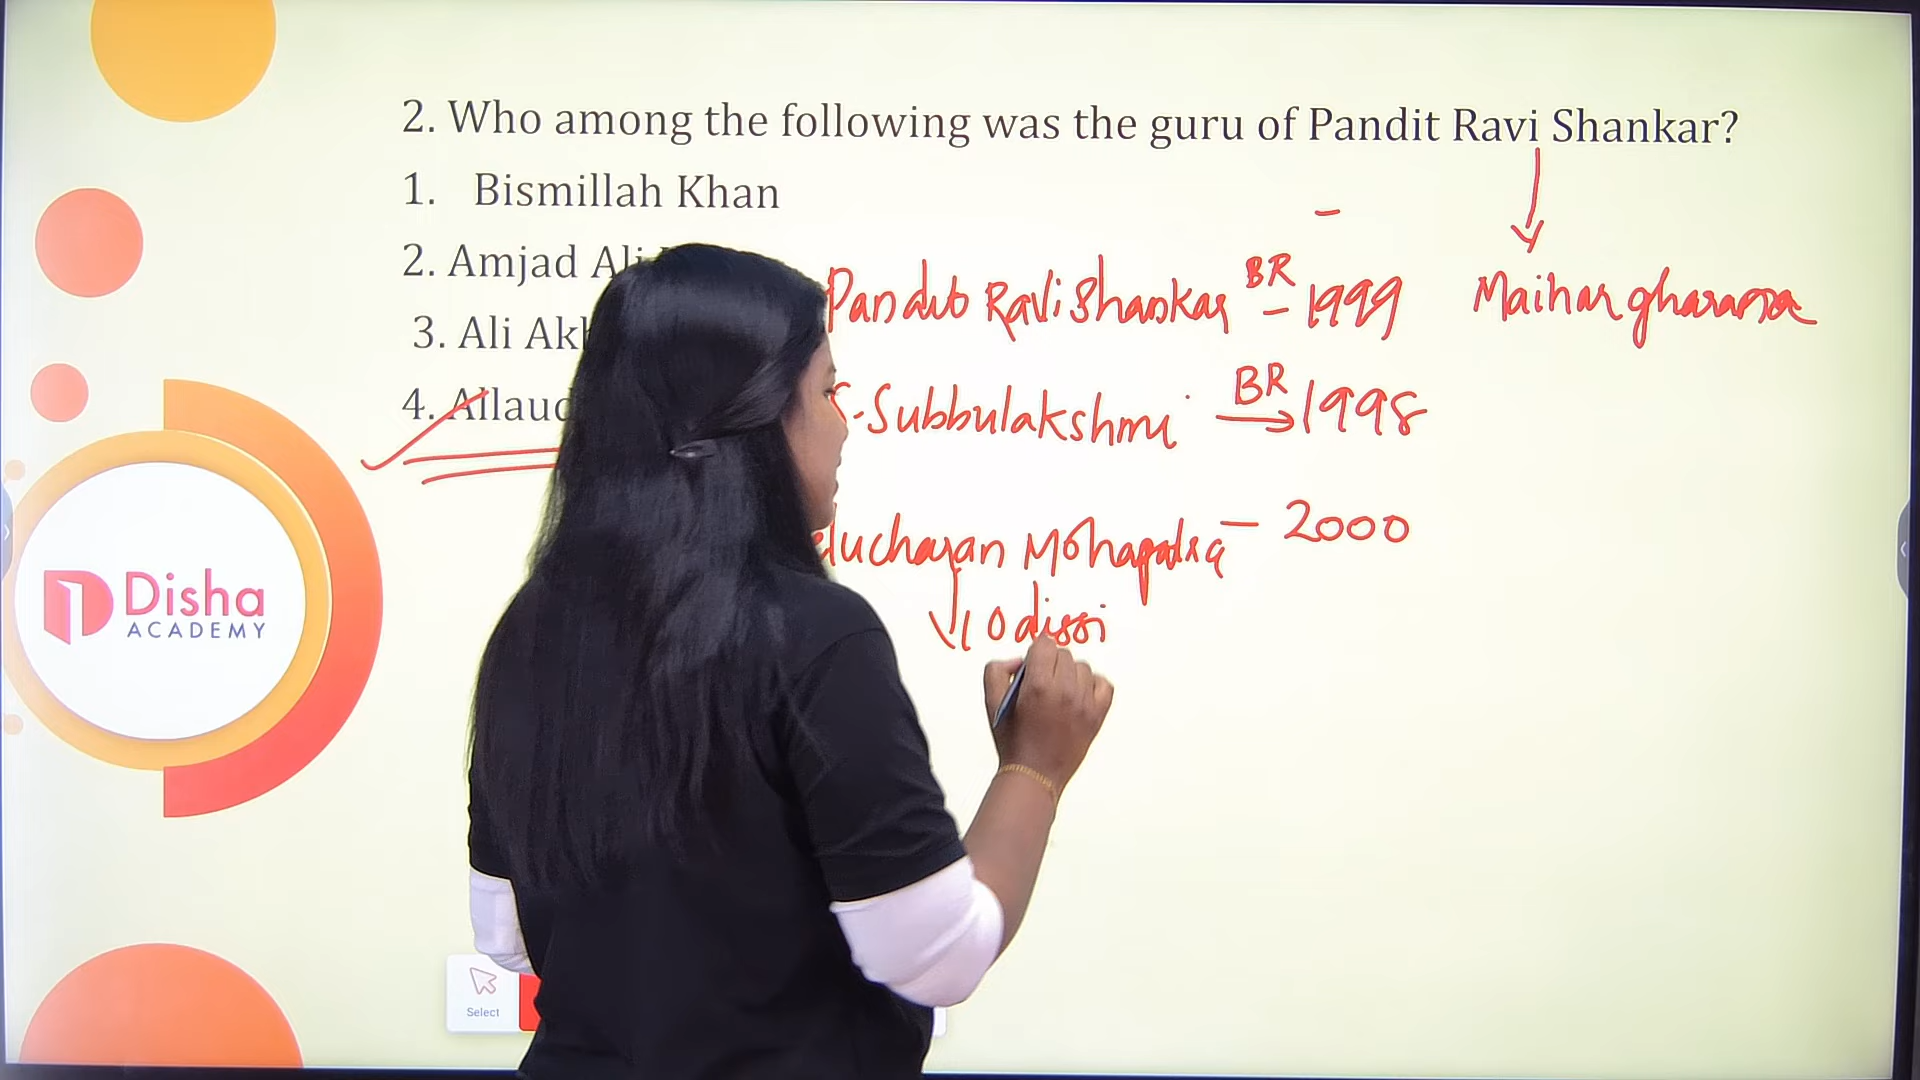 2. Who among the following was the guru of Pandit Ravi Shankar?
1. Bismillah Khan
2. Amjad Ali
3. Ali Ak
4. Allaud
Pandit Ravi Shankar BR - 1999
Maihar gharana
S-Subbulakshmi BR 1998
elucharan Mohapatra - 2000
Odissi
Disha
ACADEMY
Select